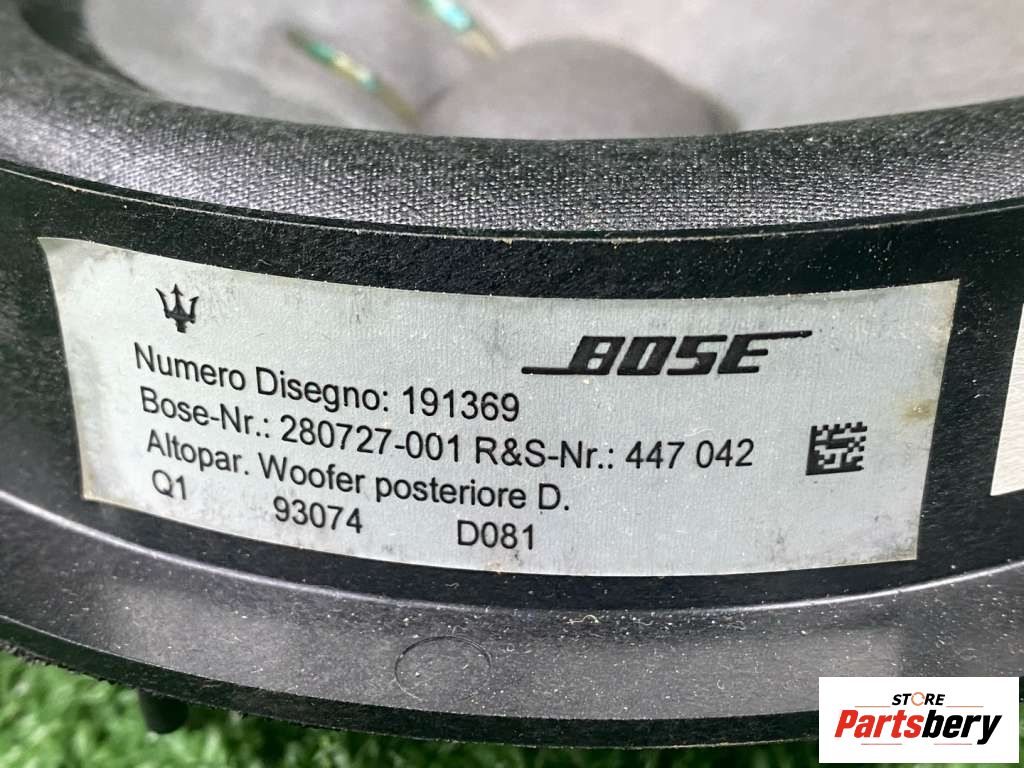 BOSE
Numero Disegno: 191369
Bose-Nr.: 280727-001 R&S-Nr.: 447 042
Altopar. Woofer posteriore D.
Q1 93074 D081
STORE
Partsbery